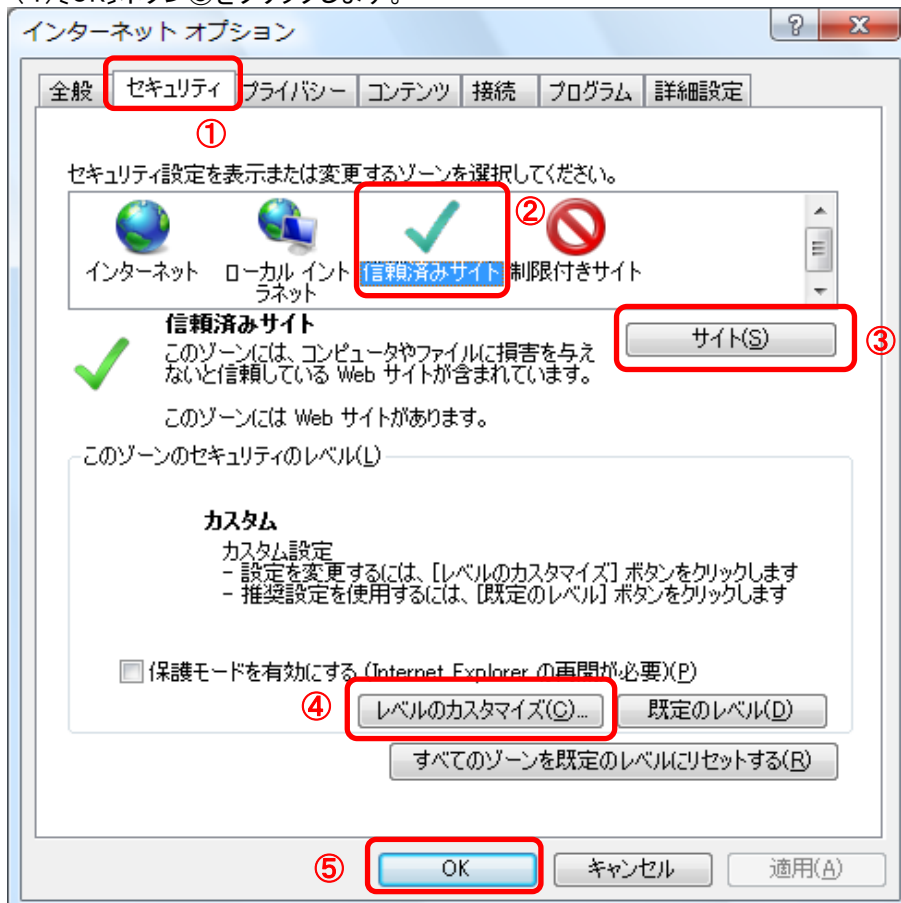 インターネット オプション
全般 セキュリティ プライバシー コンテンツ 接続 プログラム 詳細設定
①
セキュリティ設定を表示または変更するゾーンを選択してください。
②
インターネット ローカル イント 信頼済みサイト 制限付きサイト
ラネット
信頼済みサイト
サイト(S) ③
このゾーンには、コンピュータやファイルに損害を与え
ないと信頼している Web サイトが含まれています。
このゾーンには Web サイトがあります。
このゾーンのセキュリティのレベル(L)
カスタム
カスタム設定
- 設定を変更するには、[レベルのカスタマイズ] ボタンをクリックします
- 推奨設定を使用するには、[既定のレベル] ボタンをクリックします
保護モードを有効にする (Internet Explorer の再開が必要)(P)
④ レベルのカスタマイズ(C)... 既定のレベル(D)
すべてのゾーンを既定のレベルにリセットする(R)
⑤ OK キャンセル 適用(A)